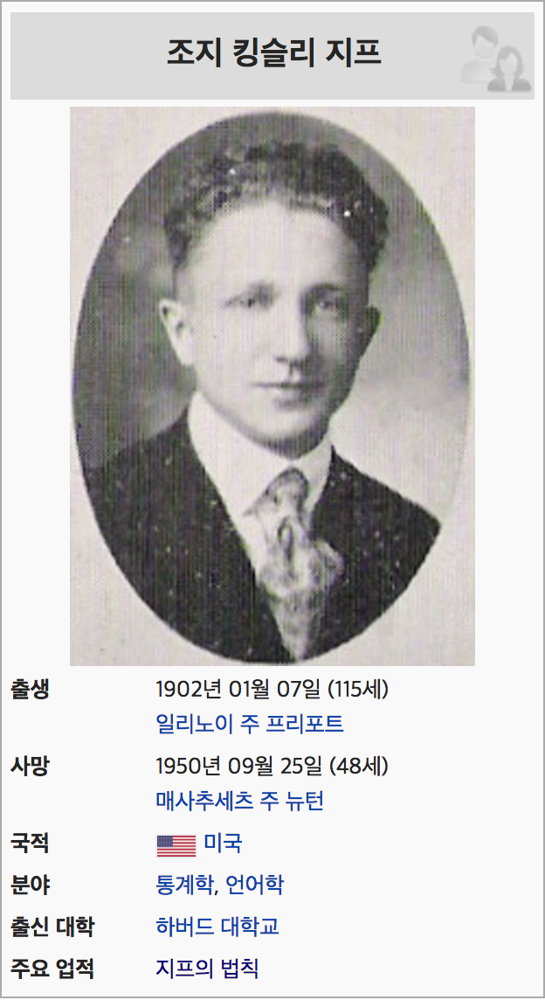 조지 킹슬리 지프
출생 1902년 01월 07일 (115세)
일리노이 주 프리포트
사망 1950년 09월 25일 (48세)
매사추세츠 주 뉴턴
국적 미국
분야 통계학, 언어학
출신 대학 하버드 대학교
주요 업적 지프의 법칙